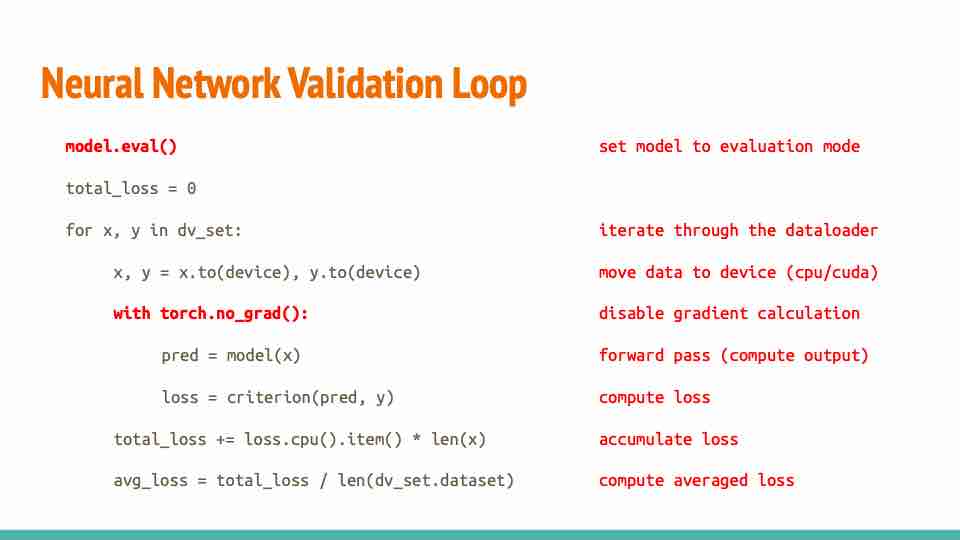 Neural Network Validation Loop
model.eval() set model to evaluation mode
total_loss = 0
for x, y in dv_set: iterate through the dataloader
x, y = x.to(device), y.to(device) move data to device (cpu/cuda)
with torch.no_grad(): disable gradient calculation
pred = model(x) forward pass (compute output)
loss = criterion(pred, y) compute loss
total_loss += loss.cpu().item() * len(x) accumulate loss
avg_loss = total_loss / len(dv_set.dataset) compute averaged loss